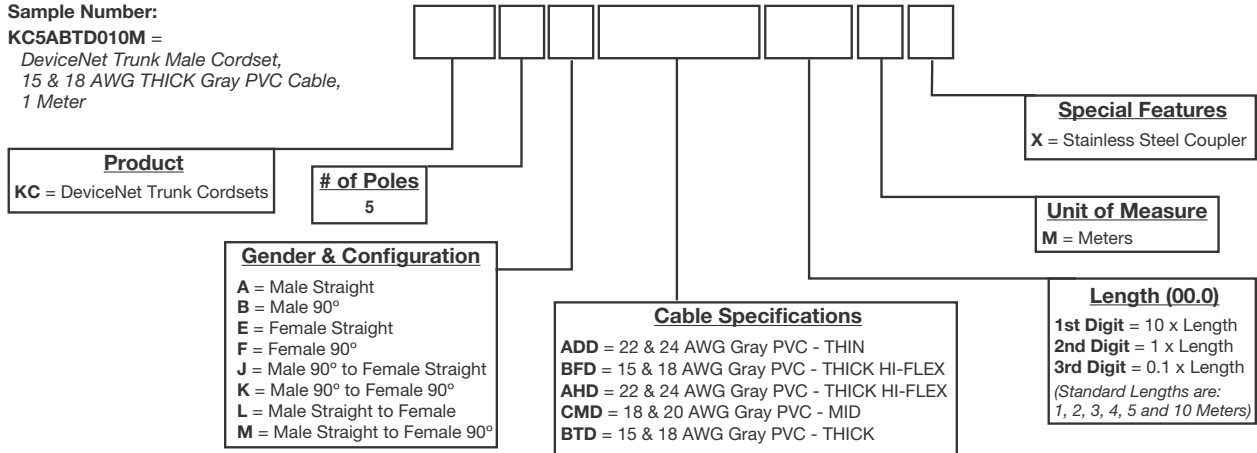 Sample Number:
KC5ABTD010M =
DeviceNet Trunk Male Cordset,
15 & 18 AWG THICK Gray PVC Cable,
1 Meter
Product
KC = DeviceNet Trunk Cordsets
# of Poles
5
Gender & Configuration
A = Male Straight
B = Male 90º
E = Female Straight
F = Female 90º
J = Male 90º to Female Straight
K = Male 90º to Female 90º
L = Male Straight to Female
M = Male Straight to Female 90º
Cable Specifications
ADD = 22 & 24 AWG Gray PVC - THIN
BFD = 15 & 18 AWG Gray PVC - THICK HI-FLEX
AHD = 22 & 24 AWG Gray PVC - THICK HI-FLEX
CMD = 18 & 20 AWG Gray PVC - MID
BTD = 15 & 18 AWG Gray PVC - THICK
Length (00.0)
1st Digit = 10 x Length
2nd Digit = 1 x Length
3rd Digit = 0.1 x Length
(Standard Lengths are:
1, 2, 3, 4, 5 and 10 Meters)
Unit of Measure
M = Meters
Special Features
X = Stainless Steel Coupler